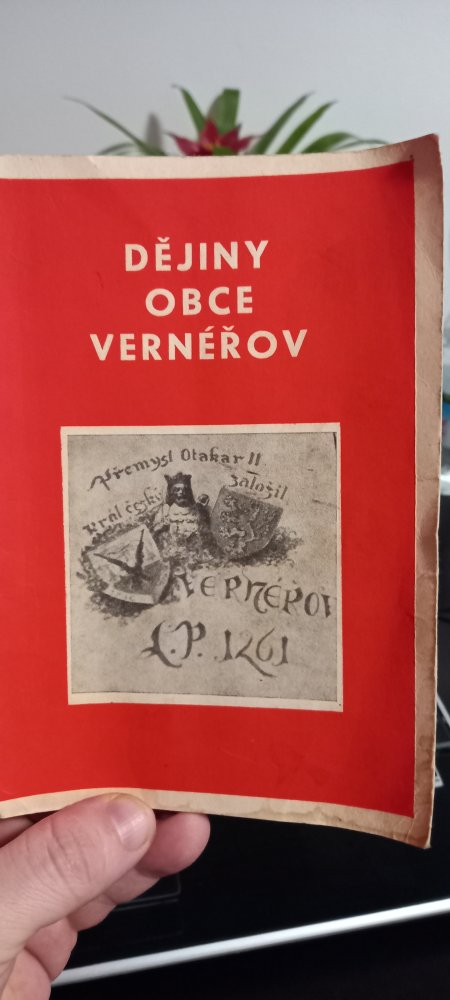 DĚJINY
OBCE
VERNÉŘOV
Přemysl Otakar II
Král český
založil
VERNÉŘOV
L.P. 1261